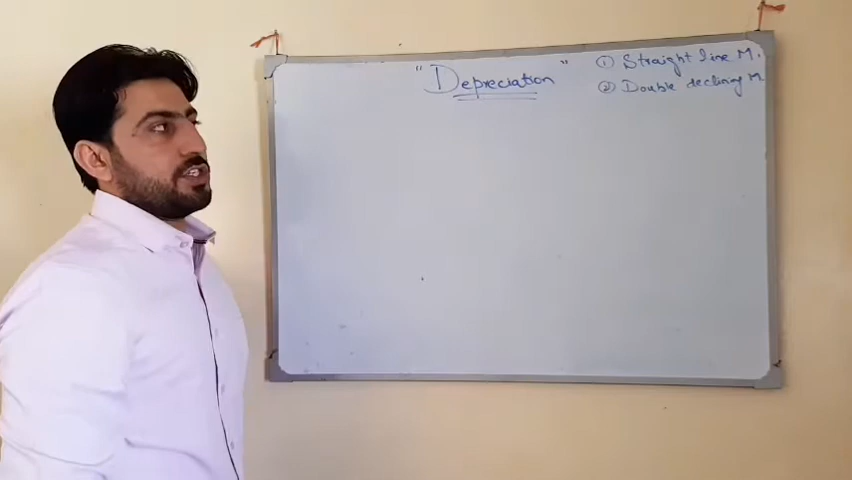 " Depreciation "
① Straight line M.
② Double declining M